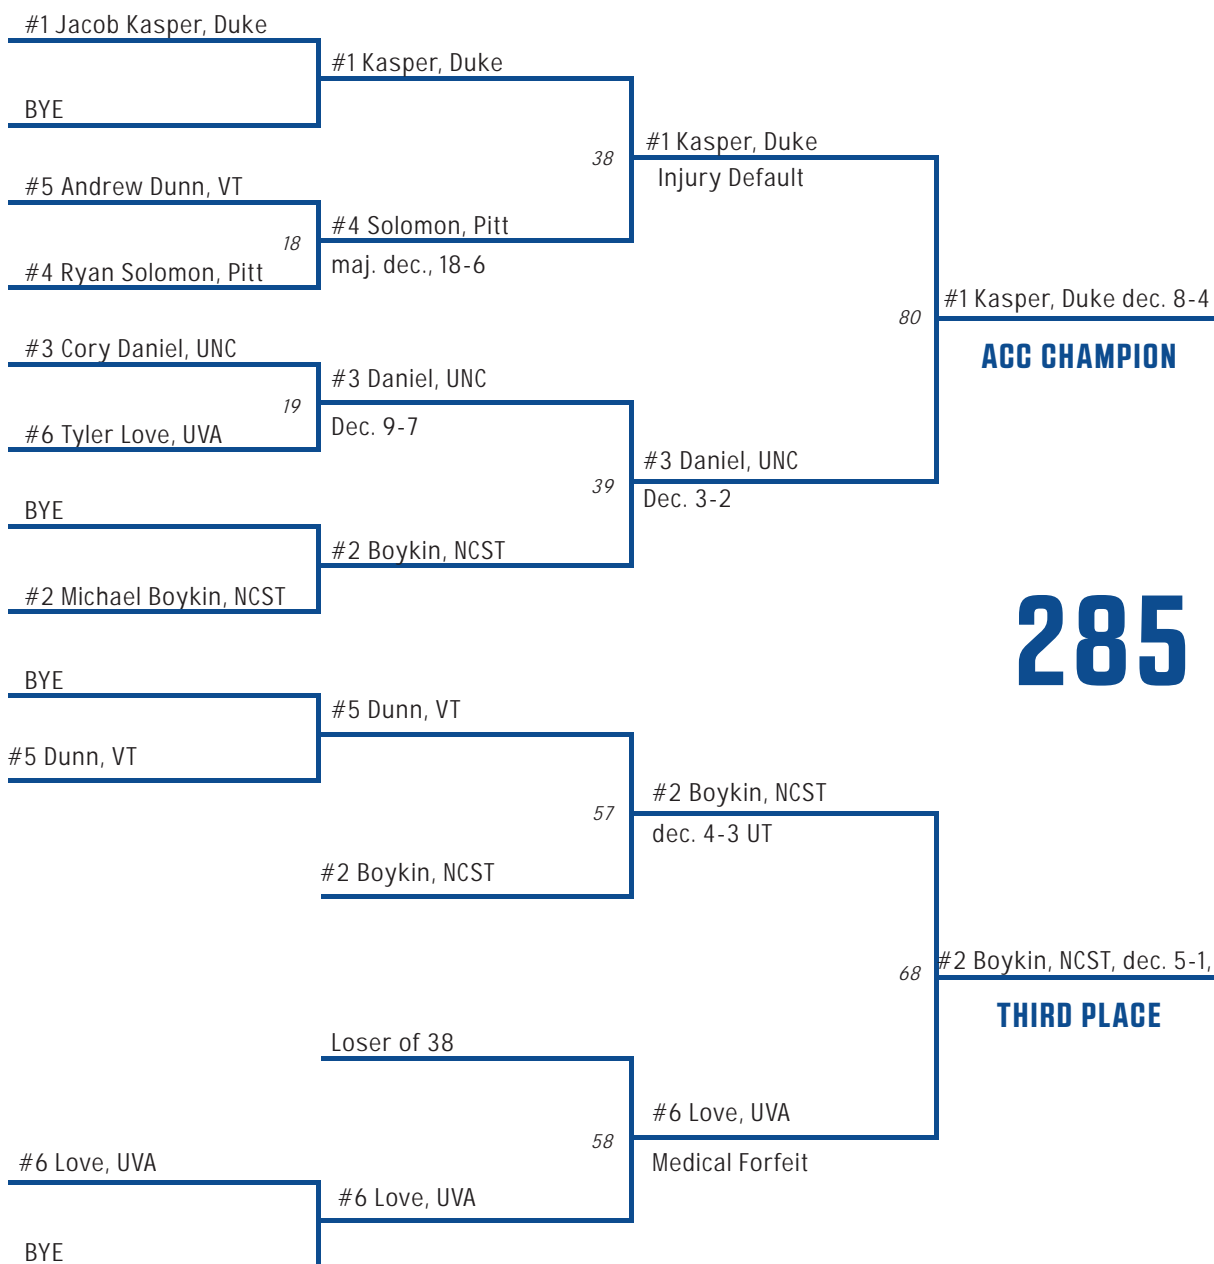 #1 Jacob Kasper, Duke
#1 Kasper, Duke
BYE
38
#1 Kasper, Duke
Injury Default
#5 Andrew Dunn, VT
18
#4 Solomon, Pitt
maj. dec., 18-6
#4 Ryan Solomon, Pitt
80
#1 Kasper, Duke dec. 8-4
ACC CHAMPION
#3 Cory Daniel, UNC
19
#3 Daniel, UNC
Dec. 9-7
#6 Tyler Love, UVA
39
#3 Daniel, UNC
Dec. 3-2
BYE
#2 Boykin, NCST
#2 Michael Boykin, NCST
285
BYE
#5 Dunn, VT
#5 Dunn, VT
57
#2 Boykin, NCST
dec. 4-3 UT
#2 Boykin, NCST
68
#2 Boykin, NCST, dec. 5-1,
THIRD PLACE
Loser of 38
58
#6 Love, UVA
Medical Forfeit
#6 Love, UVA
#6 Love, UVA
BYE